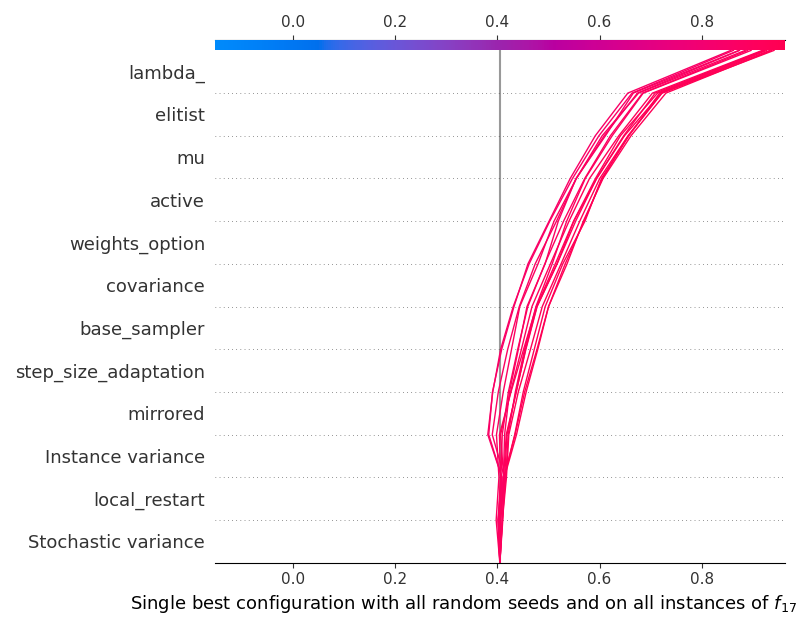 0.0 0.2 0.4 0.6 0.8
lambda_
elitist
mu
active
weights_option
covariance
base_sampler
step_size_adaptation
mirrored
Instance variance
local_restart
Stochastic variance
0.0 0.2 0.4 0.6 0.8
Single best configuration with all random seeds and on all instances of f17